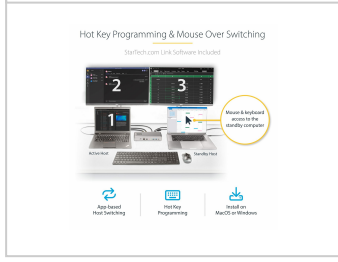 Hot Key Programming & Mouse Over Switching
StarTech.com Link Software Included
2
3
1
Mouse & keyboard
access to the
standby computer
Active Host
Standby Host
App-based
Host Switching
Hot Key
Programming
Install on
MacOS or Windows